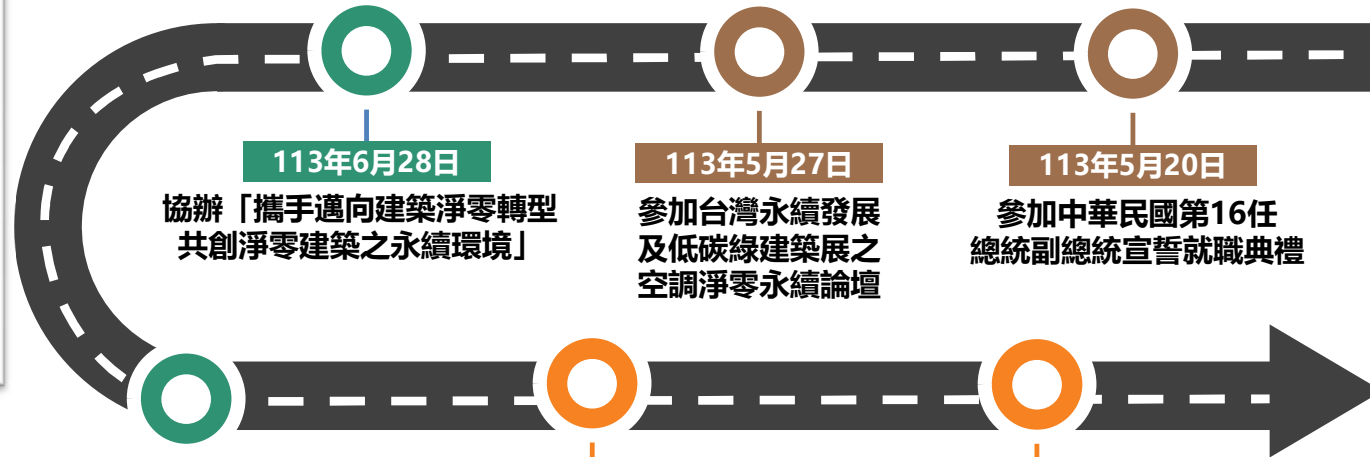 113年6月28日
協辦「攜手邁向建築淨零轉型
共創淨零建築之永續環境」
113年5月27日
參加台灣永續發展
及低碳綠建築展之
空調淨零永續論壇
113年5月20日
參加中華民國第16任
總統副總統宣誓就職典禮